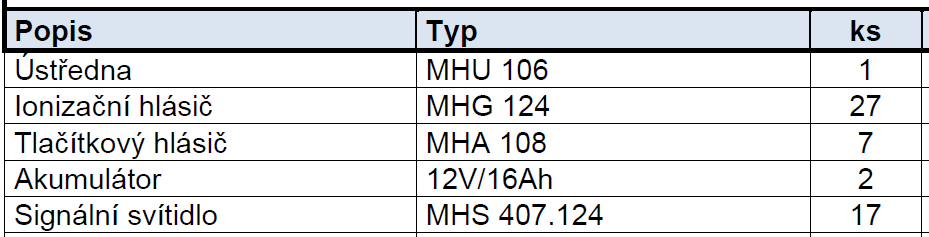 Popis Typ ks
Ústředna MHU 106 1
Ionizační hlásič MHG 124 27
Tlačítkový hlásič MHA 108 7
Akumulátor 12V/16Ah 2
Signální svítidlo MHS 407.124 17